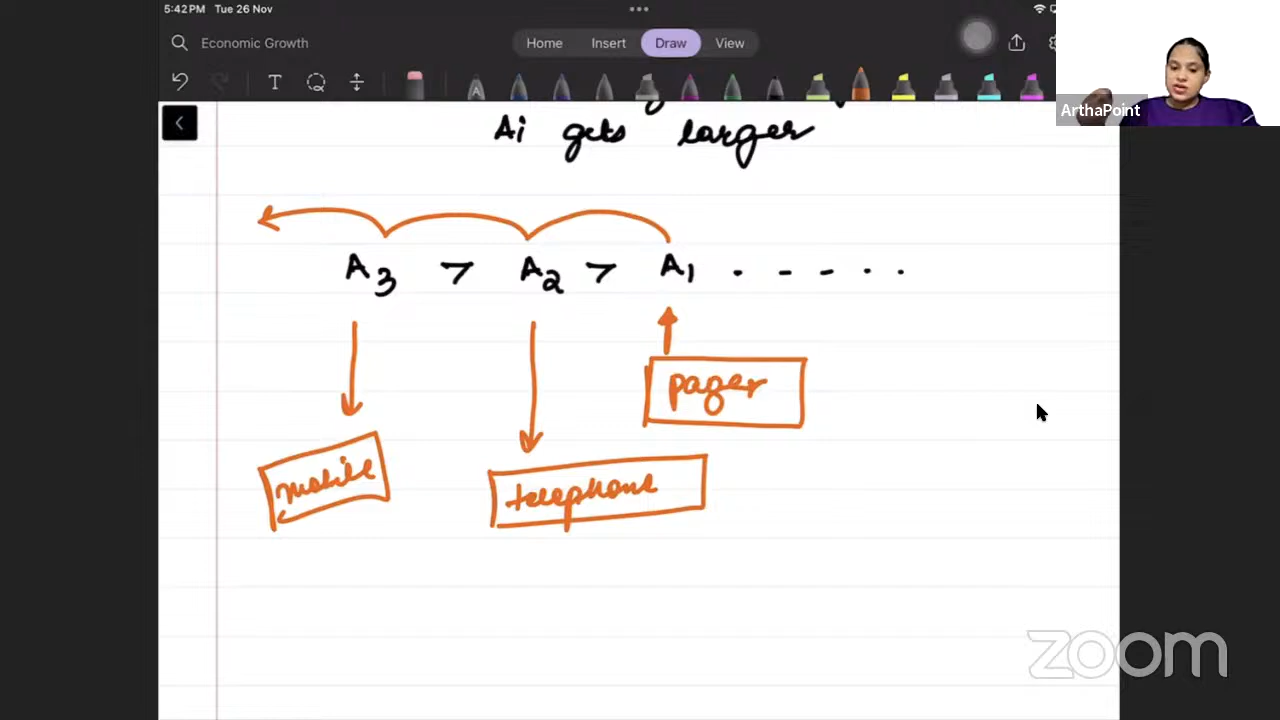 5:42 PM Tue 26 Nov
Economic Growth
Home Insert Draw View
T
A
ArthaPoint
Ai gets larger
A3 > A2 > A1 . - - . .
pager
mobile
telephone
zoom